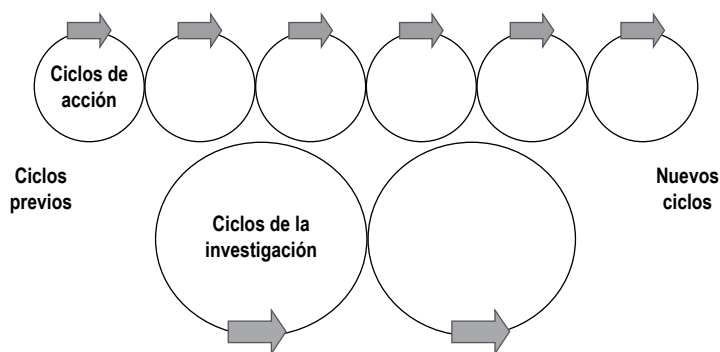 Ciclos de
acción
Ciclos
previos
Nuevos
ciclos
Ciclos de la
investigación